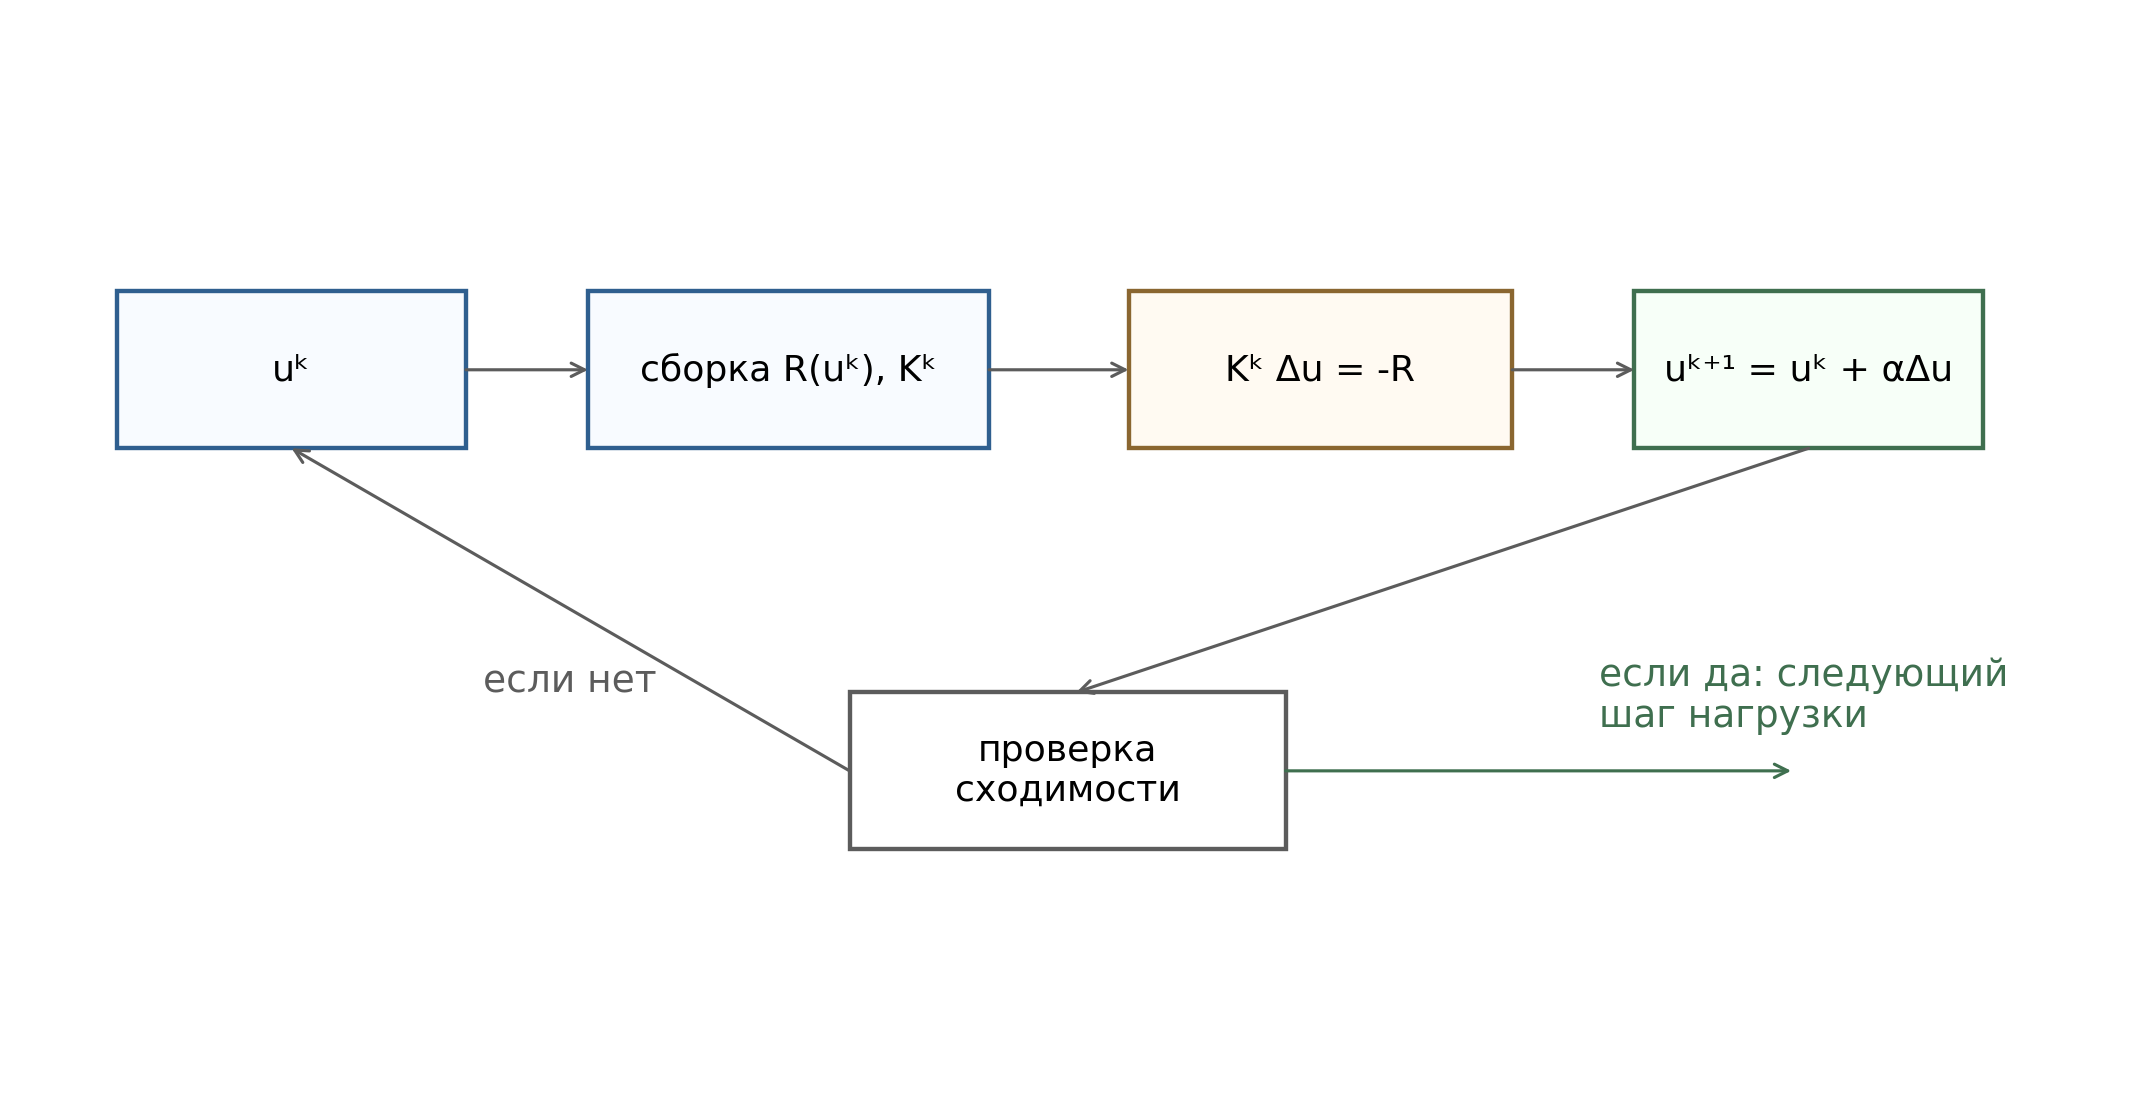 uᵏ
сборка R(uᵏ), Kᵏ
Kᵏ Δu = -R
uᵏ⁺¹ = uᵏ + αΔu
если нет
проверка
сходимости
если да: следующий
шаг нагрузки